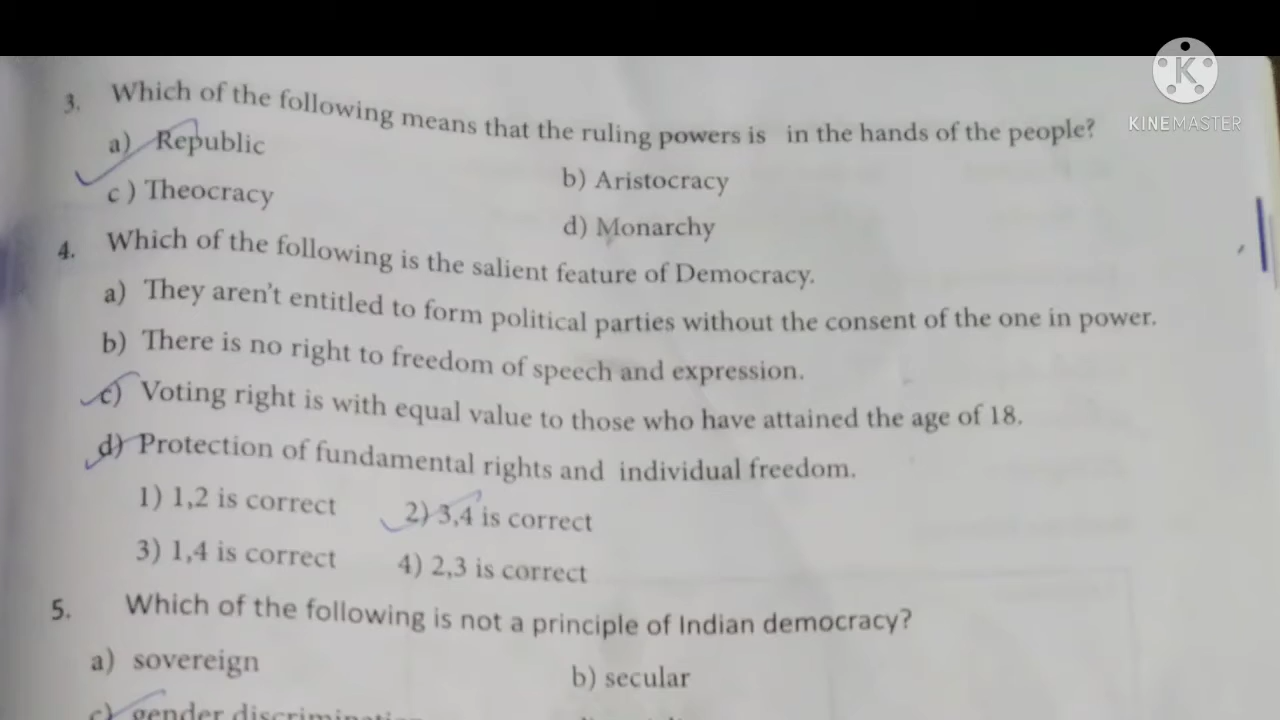 KINEMASTER
3. Which of the following means that the ruling powers is in the hands of the people?
a) Republic
b) Aristocracy
c ) Theocracy
d) Monarchy
4. Which of the following is the salient feature of Democracy.
a) They aren't entitled to form political parties without the consent of the one in power.
b) There is no right to freedom of speech and expression.
c) Voting right is with equal value to those who have attained the age of 18.
d) Protection of fundamental rights and individual freedom.
1) 1,2 is correct 2) 3,4 is correct
3) 1,4 is correct 4) 2,3 is correct
5. Which of the following is not a principle of Indian democracy?
a) sovereign
b) secular
c) gender